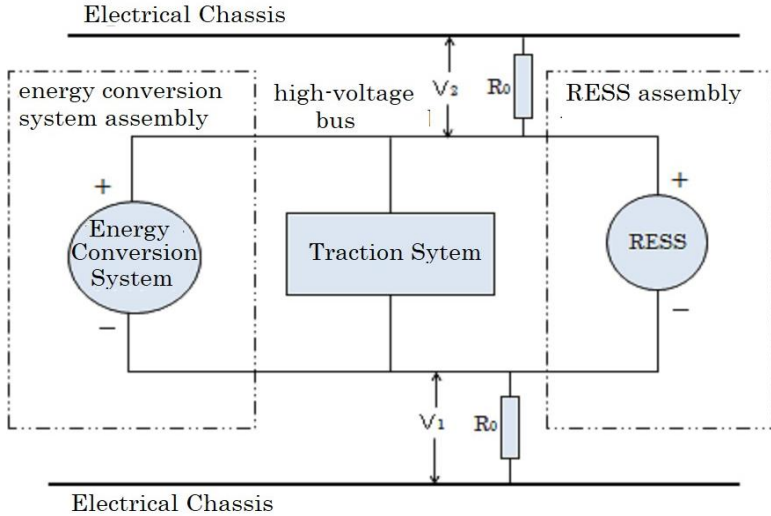 Electrical Chassis
energy conversion
system assembly
high-voltage
bus
V2
R0
RESS assembly
+
Energy
Conversion
System
−
Traction Sytem
+
RESS
−
V1
R0
Electrical Chassis